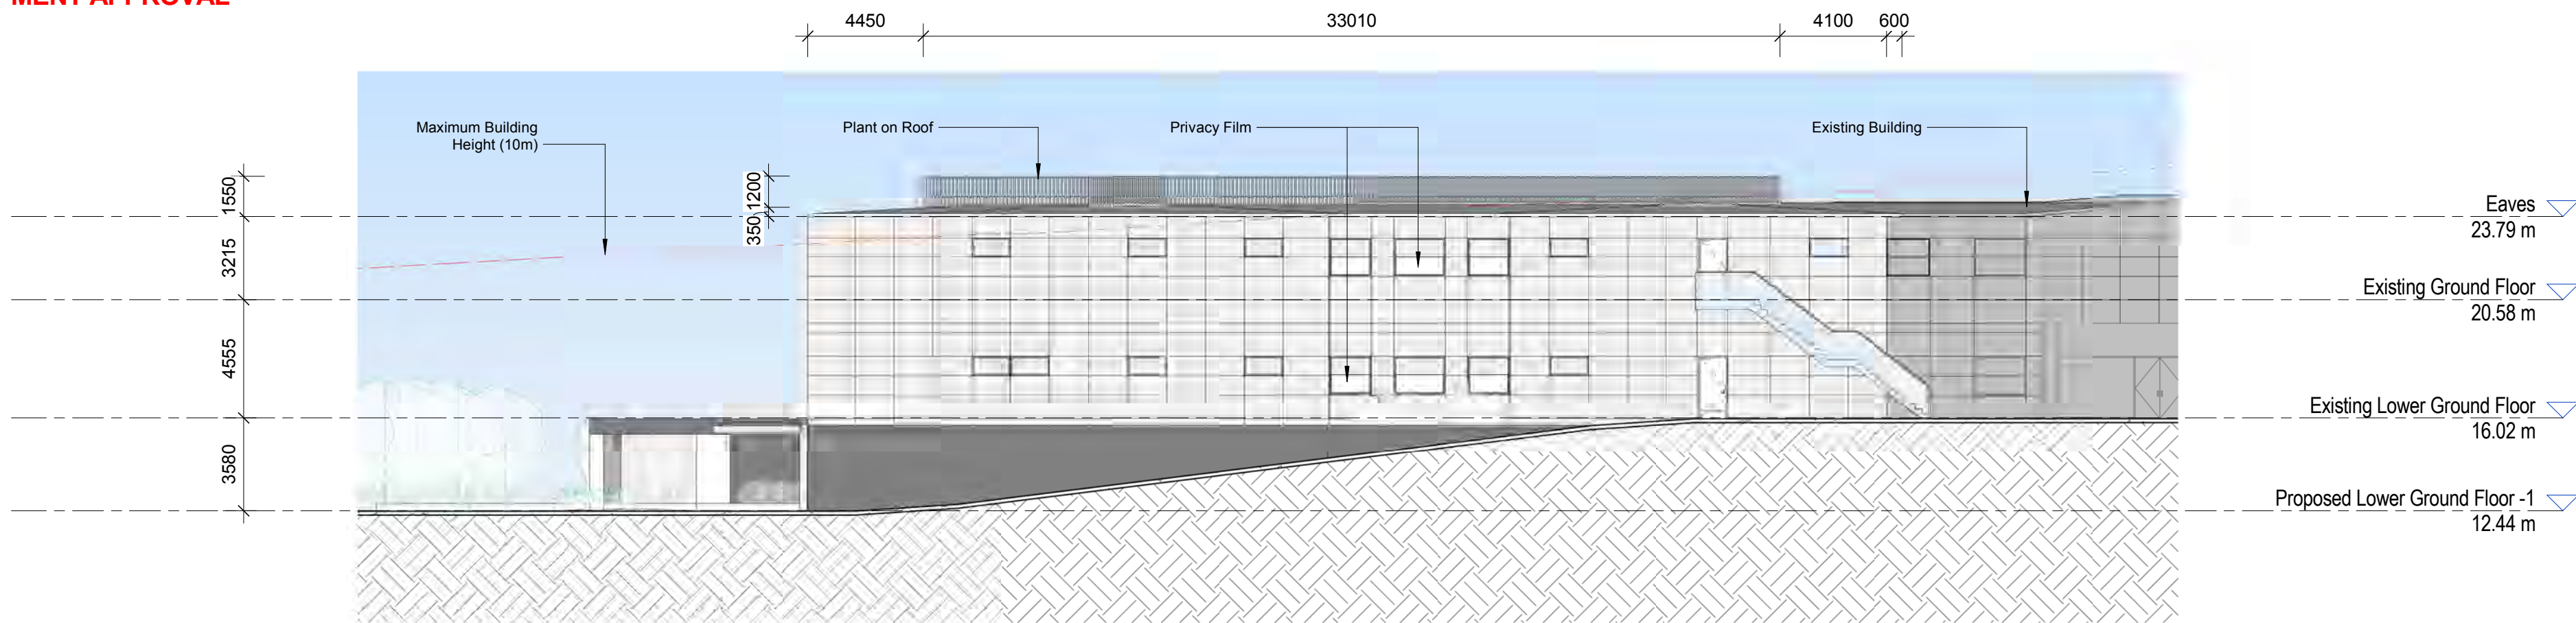 MENT APPROVAL
4450
33010
4100
600
Maximum Building
Height (10m)
Plant on Roof
Privacy Film
Existing Building
1550
1200
350
3215
4555
3580
Eaves
23.79 m
Existing Ground Floor
20.58 m
Existing Lower Ground Floor
16.02 m
Proposed Lower Ground Floor -1
12.44 m